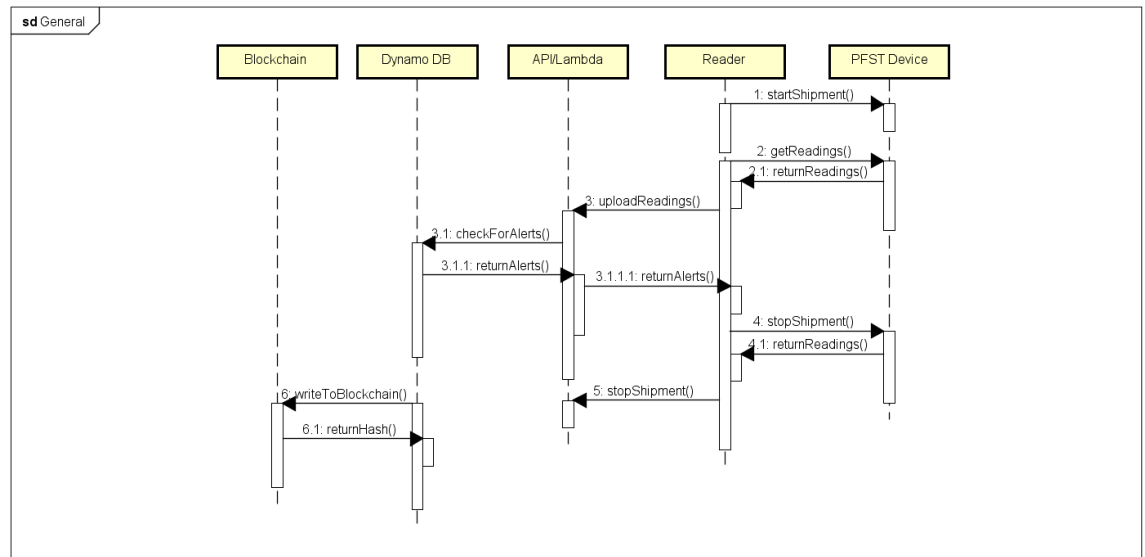 sd General
Blockchain
Dynamo DB
API/Lambda
Reader
PFST Device
1: startShipment()
2: getReadings()
2.1: returnReadings()
3: uploadReadings()
3.1: checkForAlerts()
3.1.1: returnAlerts()
3.1.1.1: returnAlerts()
4: stopShipment()
4.1: returnReadings()
5: stopShipment()
6: writeToBlockchain()
6.1: returnHash()